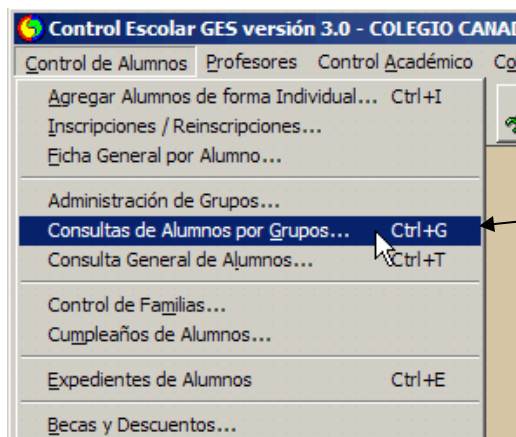 Control Escolar GES versión 3.0 - COLEGIO CANAD
Control de Alumnos Profesores Control Académico Co
Agregar Alumnos de forma Individual... Ctrl+I
Inscripciones / Reinscripciones...
Ficha General por Alumno...
Administración de Grupos...
Consultas de Alumnos por Grupos... Ctrl+G
Consulta General de Alumnos... Ctrl+T
Control de Familias...
Cumpleaños de Alumnos...
Expedientes de Alumnos Ctrl+E
Becas y Descuentos...